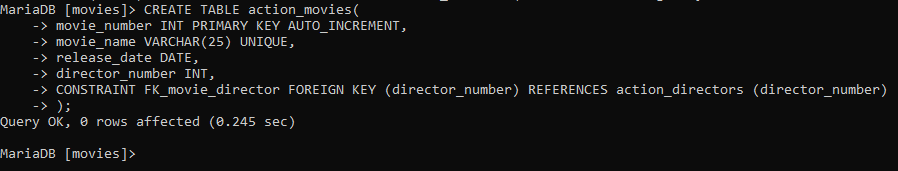 MariaDB [movies]> CREATE TABLE action_movies(
    -> movie_number INT PRIMARY KEY AUTO_INCREMENT,
    -> movie_name VARCHAR(25) UNIQUE,
    -> release_date DATE,
    -> director_number INT,
    -> CONSTRAINT FK_movie_director FOREIGN KEY (director_number) REFERENCES action_directors (director_number)
    -> );
Query OK, 0 rows affected (0.245 sec)
MariaDB [movies]>